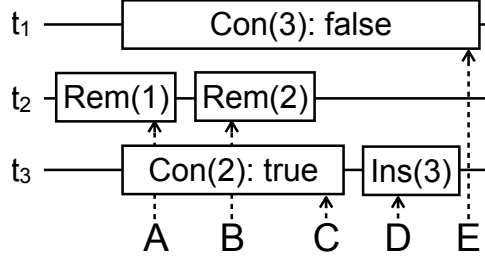 t₁ Con(3): false
t₂ Rem(1) Rem(2)
t₃ Con(2): true Ins(3)
A B C D E